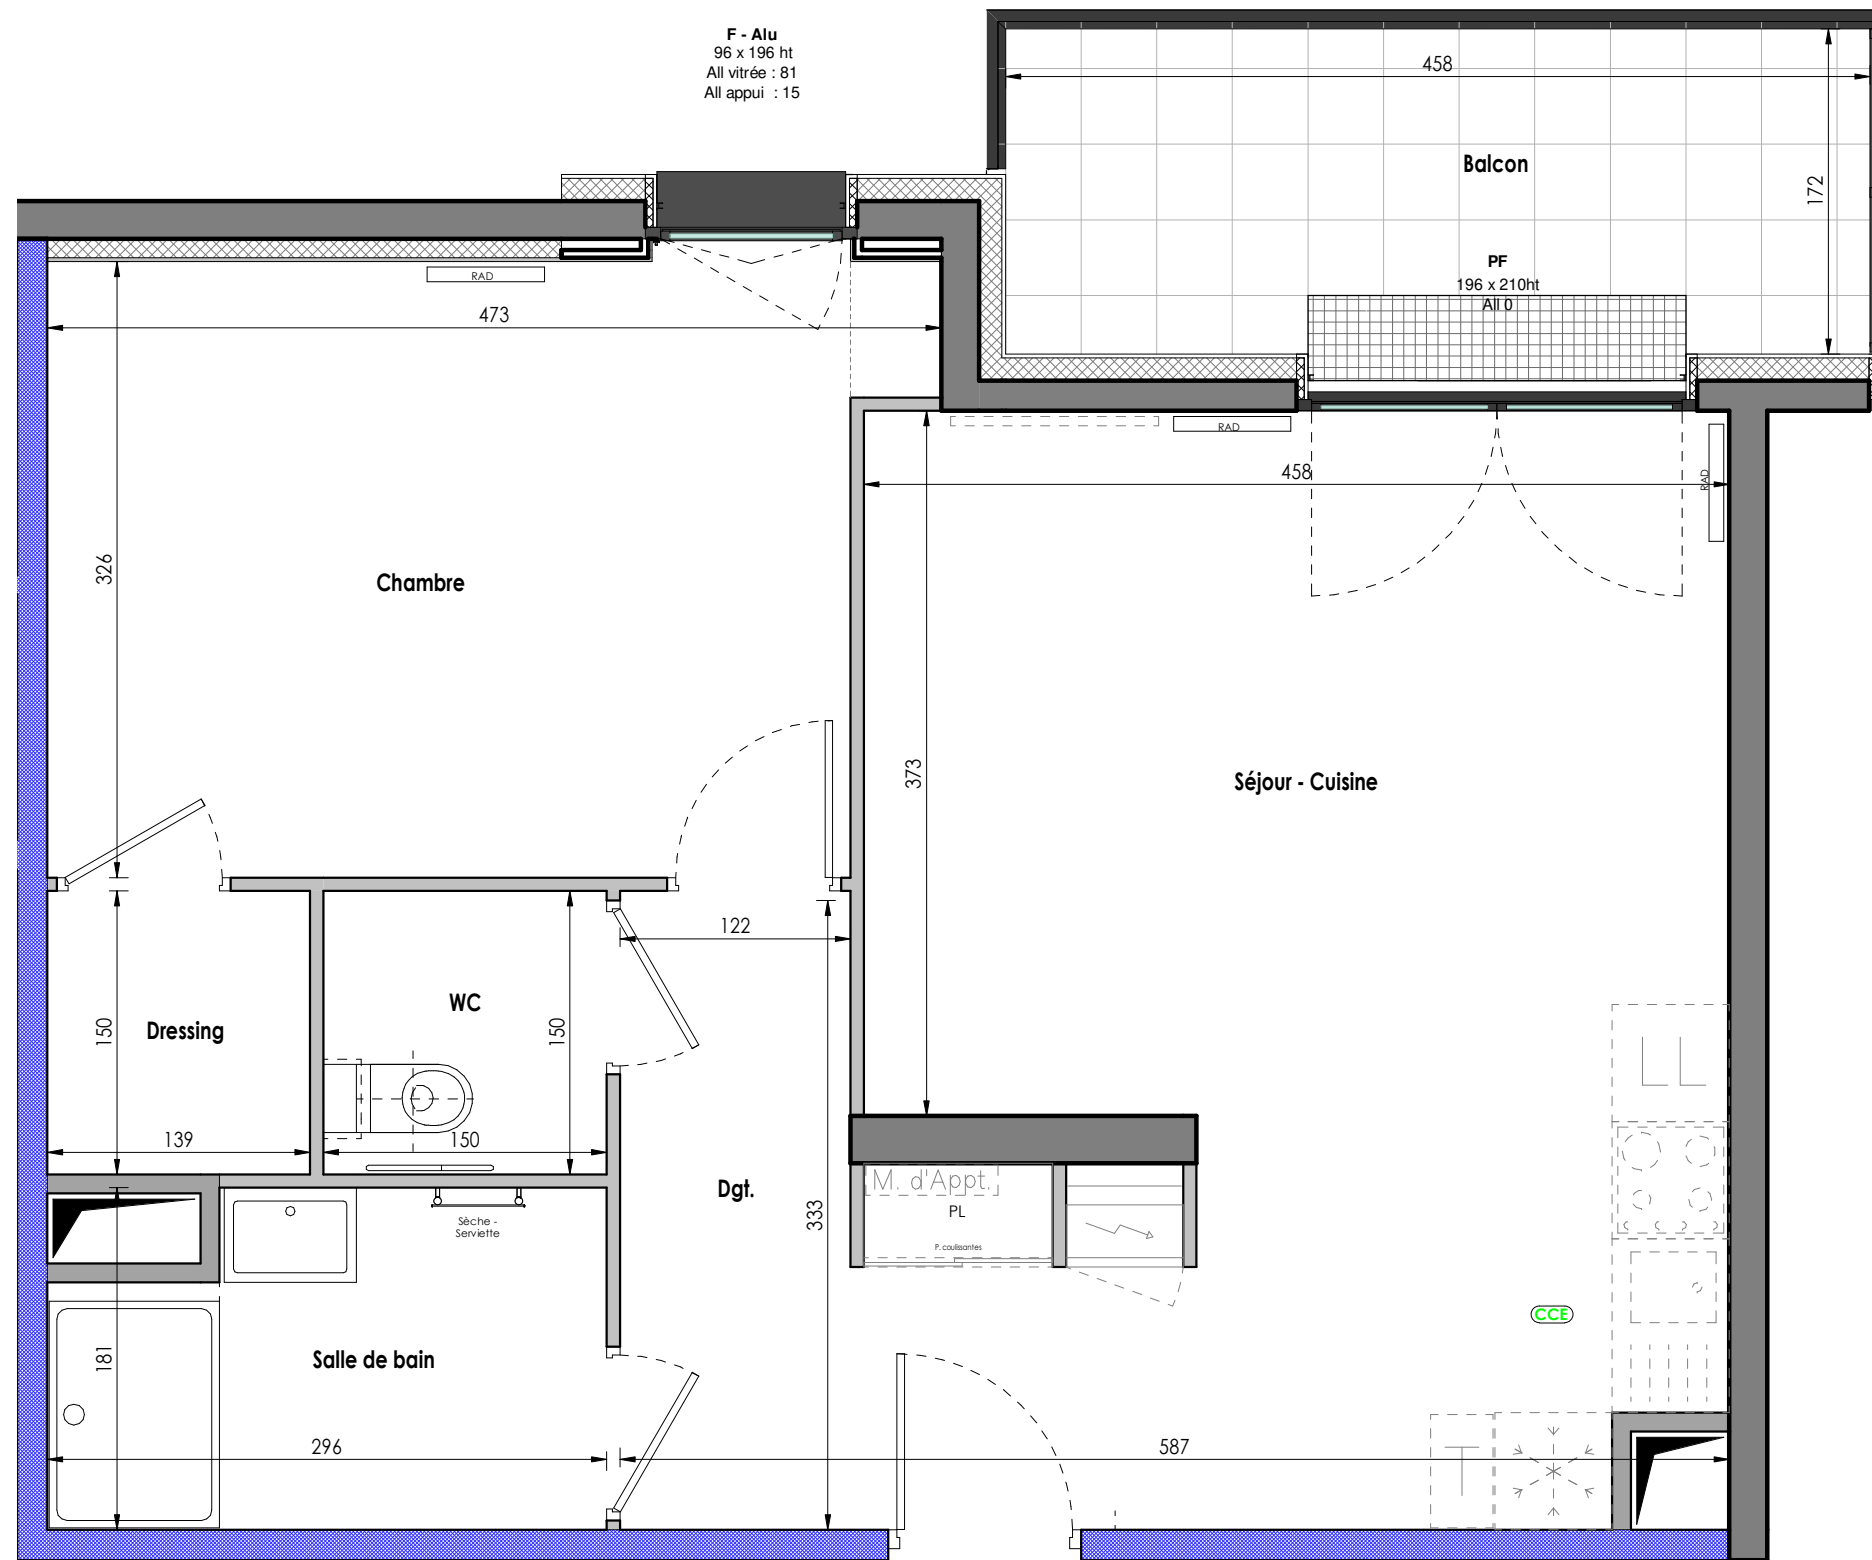 F - Alu
96 x 196 ht
All vitrée : 81
All appui : 15
458
Balcon
172
PF
196 x 210ht
All 0
RAD
473
RAD
458
RAD
326
Chambre
373
Séjour - Cuisine
122
WC
150
Dressing
150
139
150
LL
Dgt.
333
M. d'Appt.
PL
P. coulissantes
Sèche -
Serviette
CCE
181
Salle de bain
296
587
T